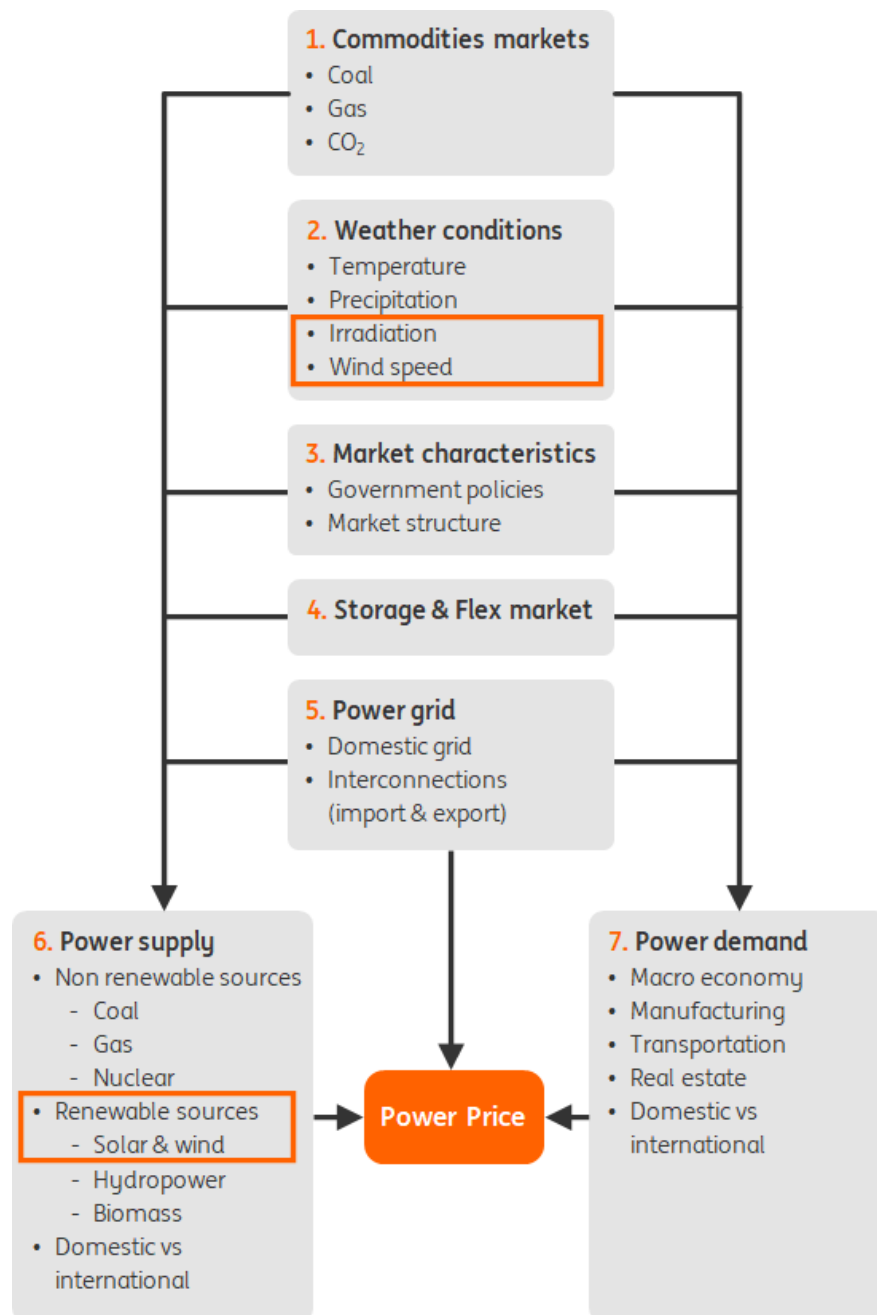 1. Commodities markets
• Coal
• Gas
• CO₂
2. Weather conditions
• Temperature
• Precipitation
• Irradiation
• Wind speed
3. Market characteristics
• Government policies
• Market structure
4. Storage & Flex market
5. Power grid
• Domestic grid
• Interconnections
(import & export)
6. Power supply
• Non renewable sources
- Coal
- Gas
- Nuclear
• Renewable sources
- Solar & wind
- Hydropower
- Biomass
• Domestic vs
international
Power Price
7. Power demand
• Macro economy
• Manufacturing
• Transportation
• Real estate
• Domestic vs
international